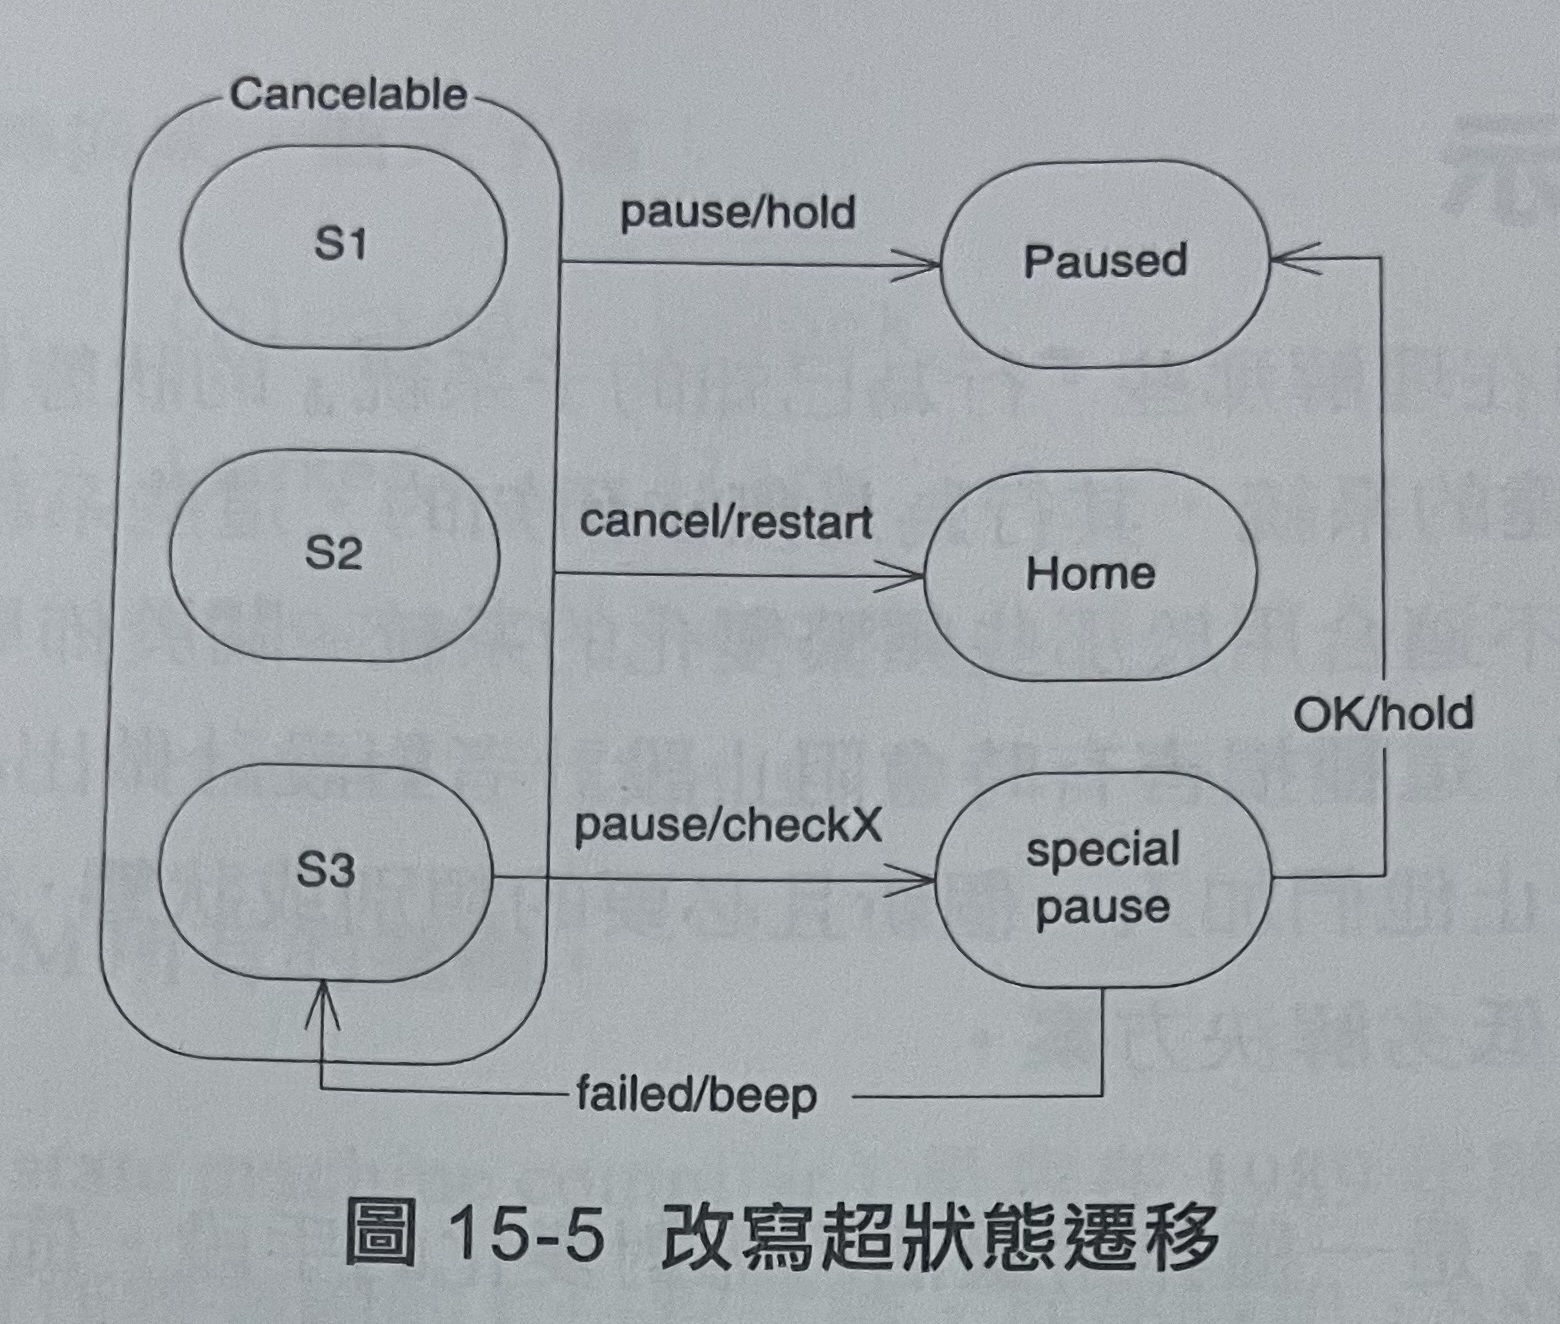 Cancelable
S1
pause/hold
Paused
S2
cancel/restart
Home
OK/hold
S3
pause/checkX
special
pause
failed/beep
圖 15-5 改寫超狀態遷移